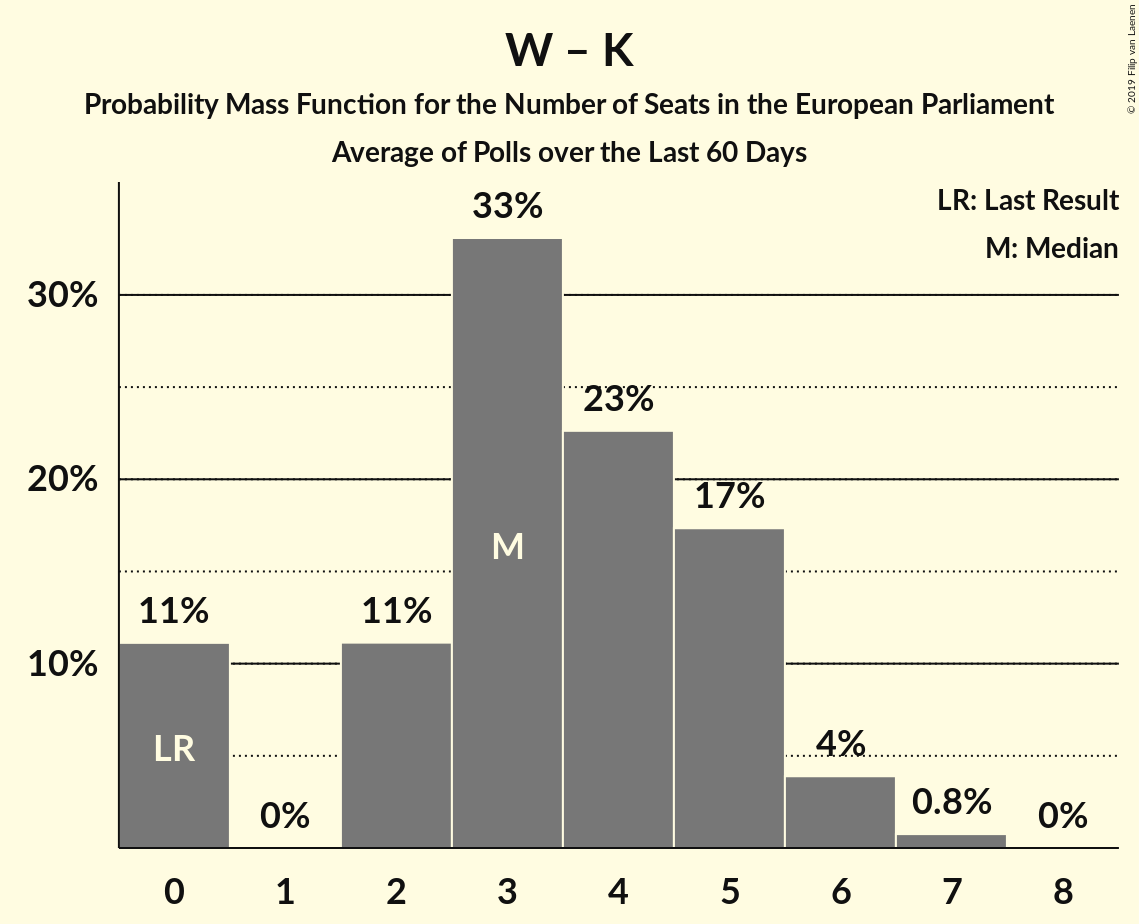 W – K
Probability Mass Function for the Number of Seats in the European Parliament
Average of Polls over the Last 60 Days
© 2019 Filip van Laenen
LR: Last Result
M: Median
33%
30%
23%
20%
17%
M
11%
11%
10%
LR
4%
0%
0.8%
0%
0 1 2 3 4 5 6 7 8